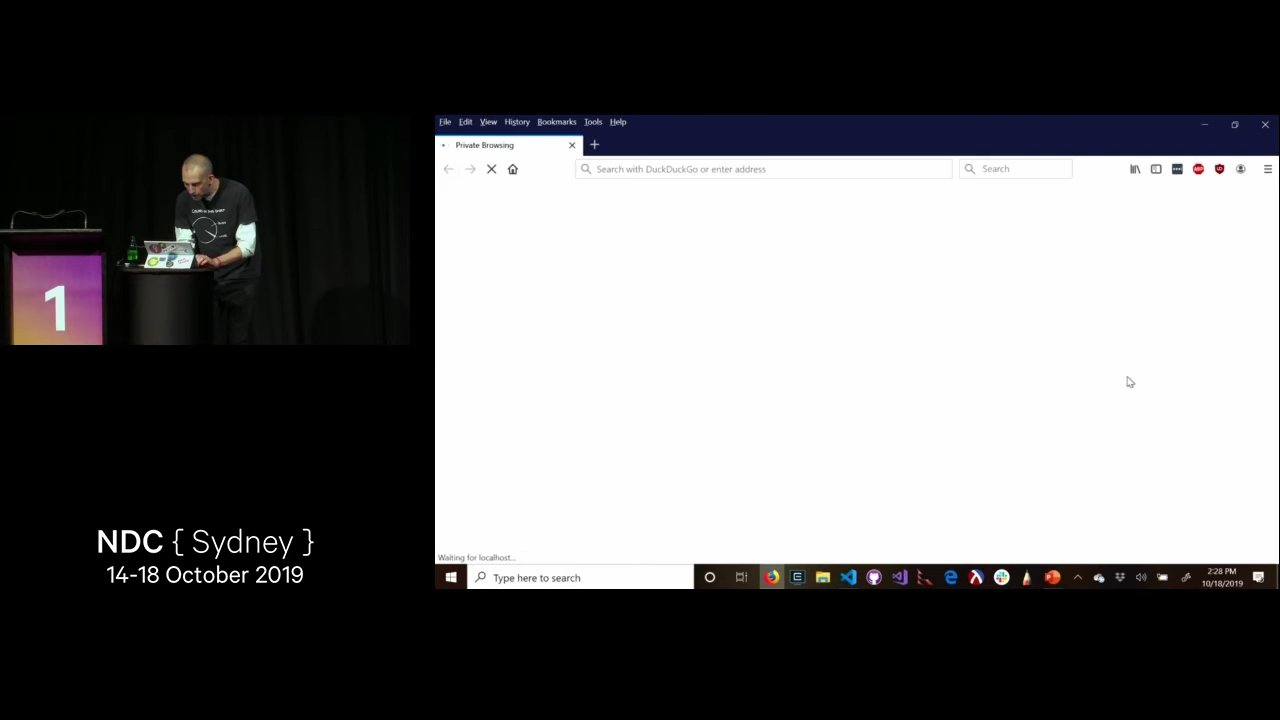 File Edit View History Bookmarks Tools Help
Private Browsing
Search with DuckDuckGo or enter address
Search
Waiting for localhost...
Type here to search
2:28 PM
10/18/2019
1
NDC { Sydney }
14-18 October 2019